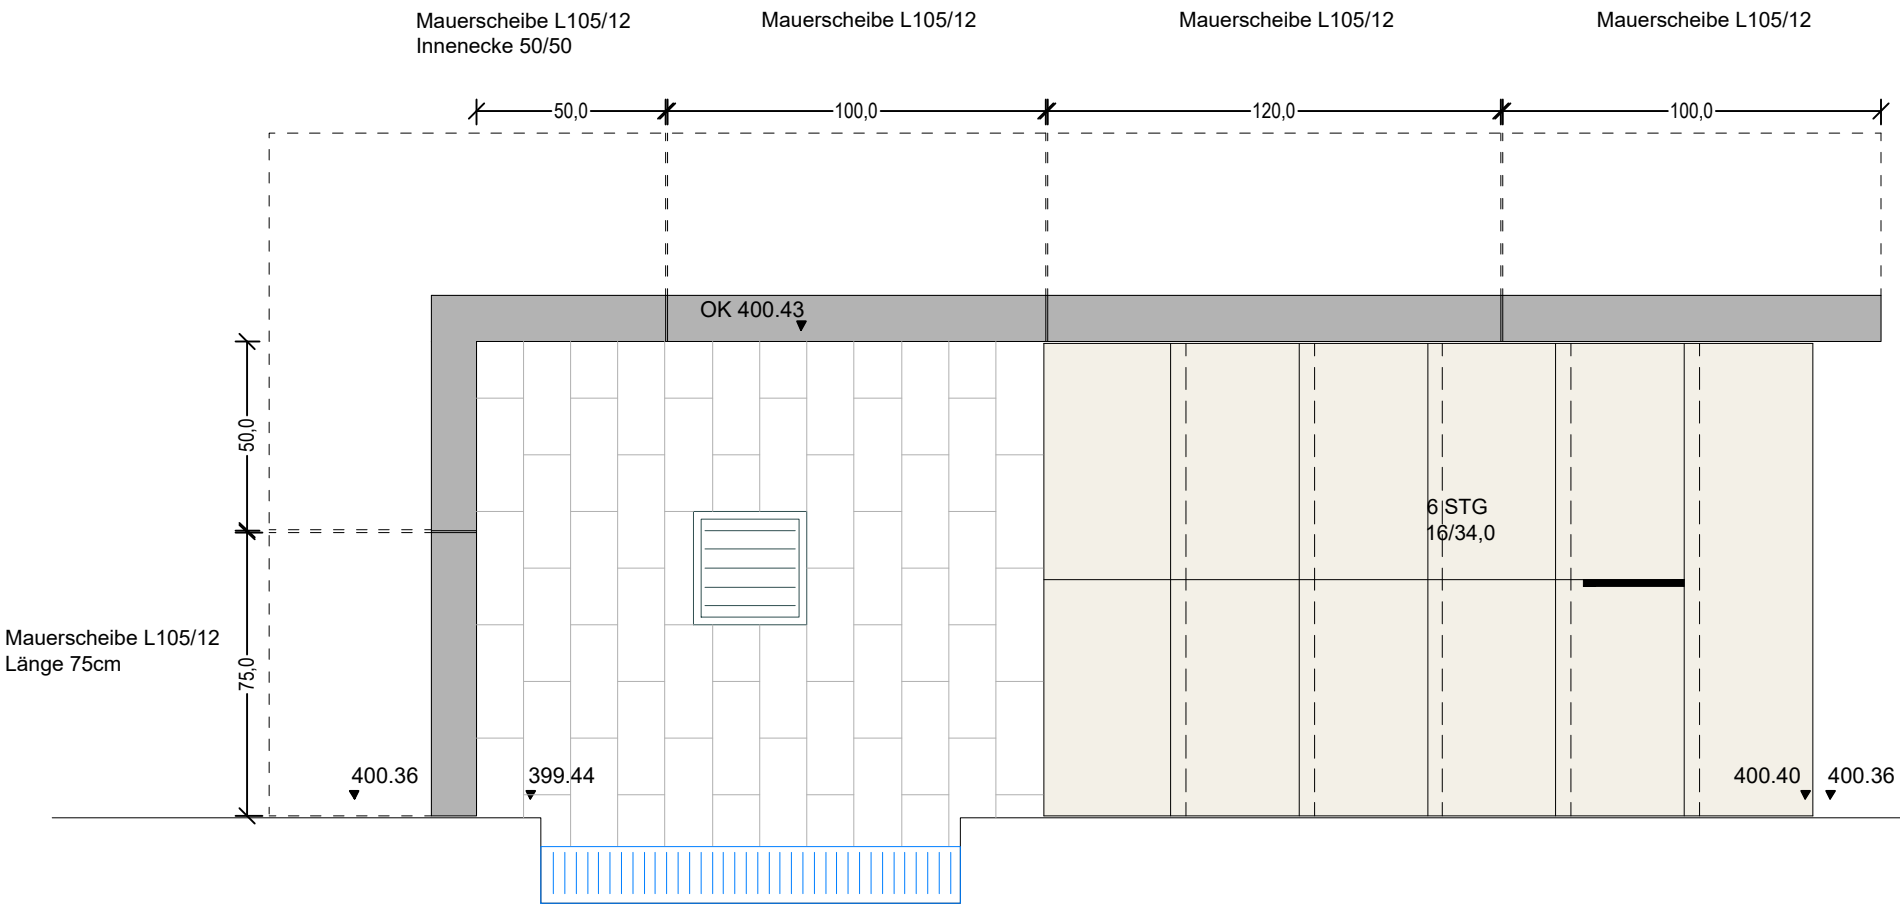 Mauerscheibe L105/12
Innenecke 50/50
Mauerscheibe L105/12
Mauerscheibe L105/12
Mauerscheibe L105/12
50,0
100,0
120,0
100,0
OK 400.43
50,0
6 STG
16/34,0
Mauerscheibe L105/12
Länge 75cm
75,0
400.36
399.44
400.40
400.36